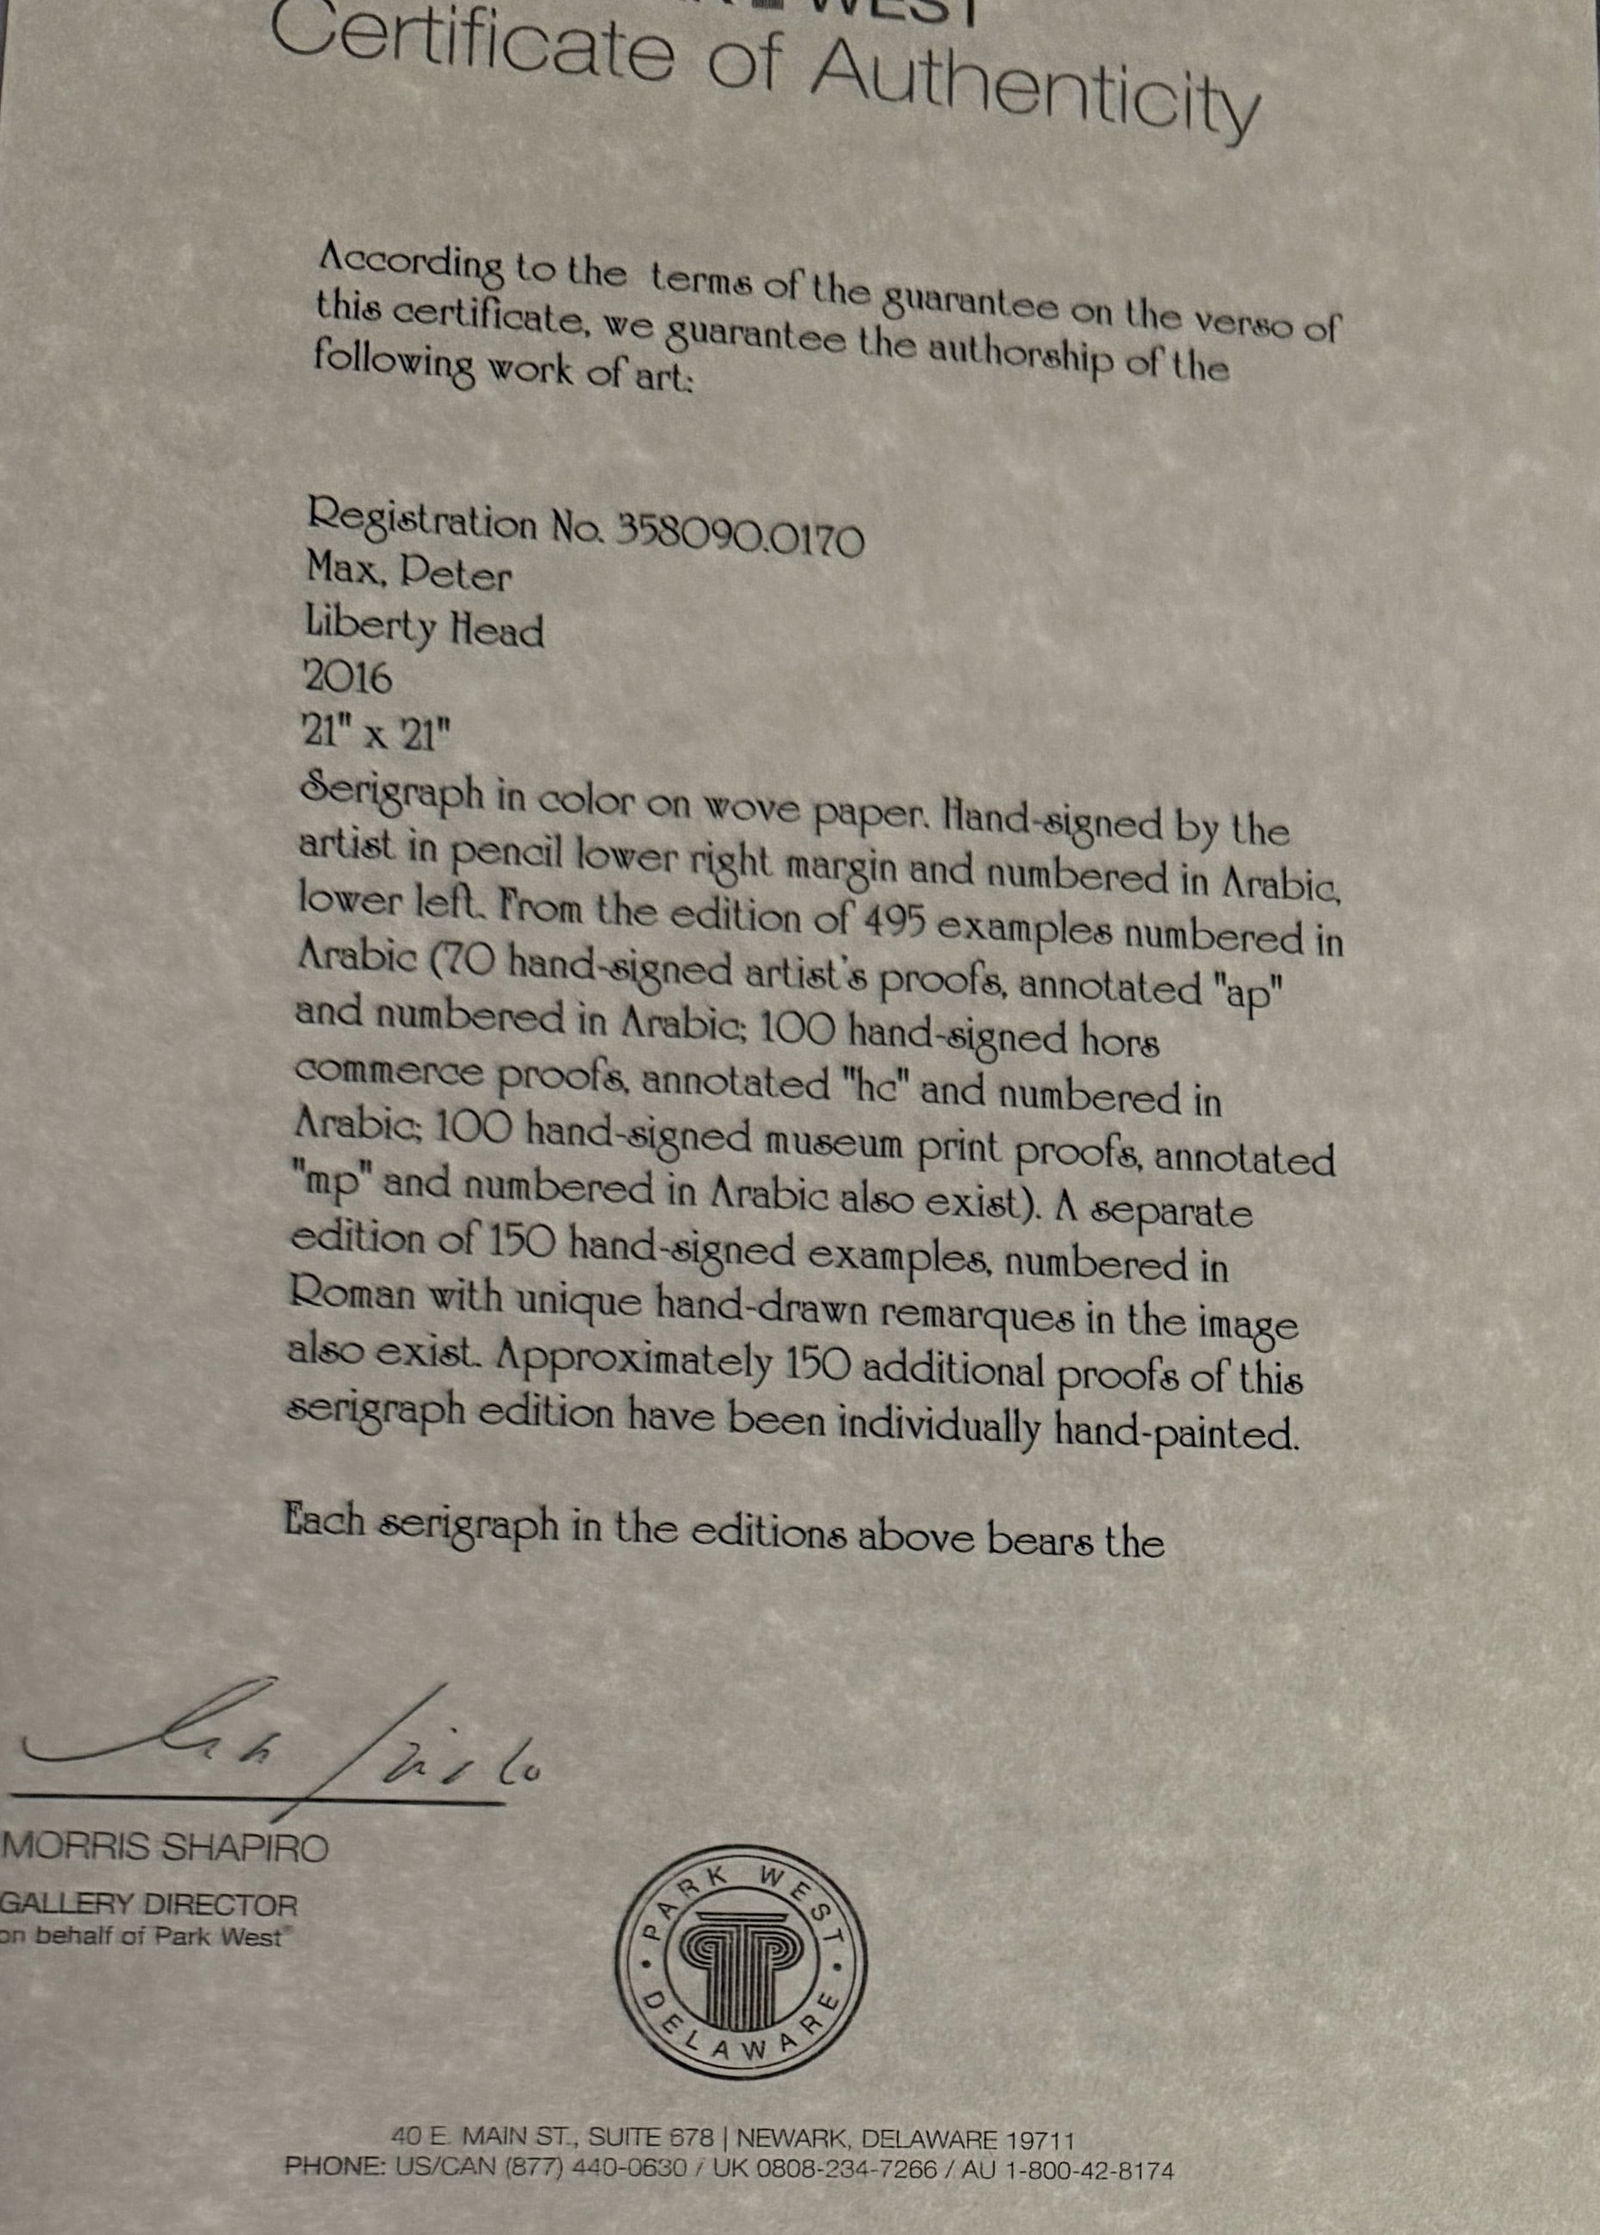 WEST
Certificate of Authenticity
According to the terms of the guarantee on the verso of
this certificate, we guarantee the authorship of the
following work of art:
Registration No. 358090.0170
Max, Peter
Liberty Head
2016
21" x 21"
Serigraph in color on wove paper. Hand-signed by the
artist in pencil lower right margin and numbered in Arabic,
lower left. From the edition of 495 examples numbered in
Arabic (70 hand-signed artist's proofs, annotated "ap"
and numbered in Arabic; 100 hand-signed hors
commerce proofs, annotated "hc" and numbered in
Arabic; 100 hand-signed museum print proofs, annotated
"mp" and numbered in Arabic also exist). A separate
edition of 150 hand-signed examples, numbered in
Roman with unique hand-drawn remarques in the image
also exist. Approximately 150 additional proofs of this
serigraph edition have been individually hand-painted.
Each serigraph in the editions above bears the
MORRIS SHAPIRO
GALLERY DIRECTOR
on behalf of Park West®
• PARK WEST •
DELAWARE
40 E. MAIN ST., SUITE 678 | NEWARK, DELAWARE 19711
PHONE: US/CAN (877) 440-0630 / UK 0808-234-7266 / AU 1-800-42-8174